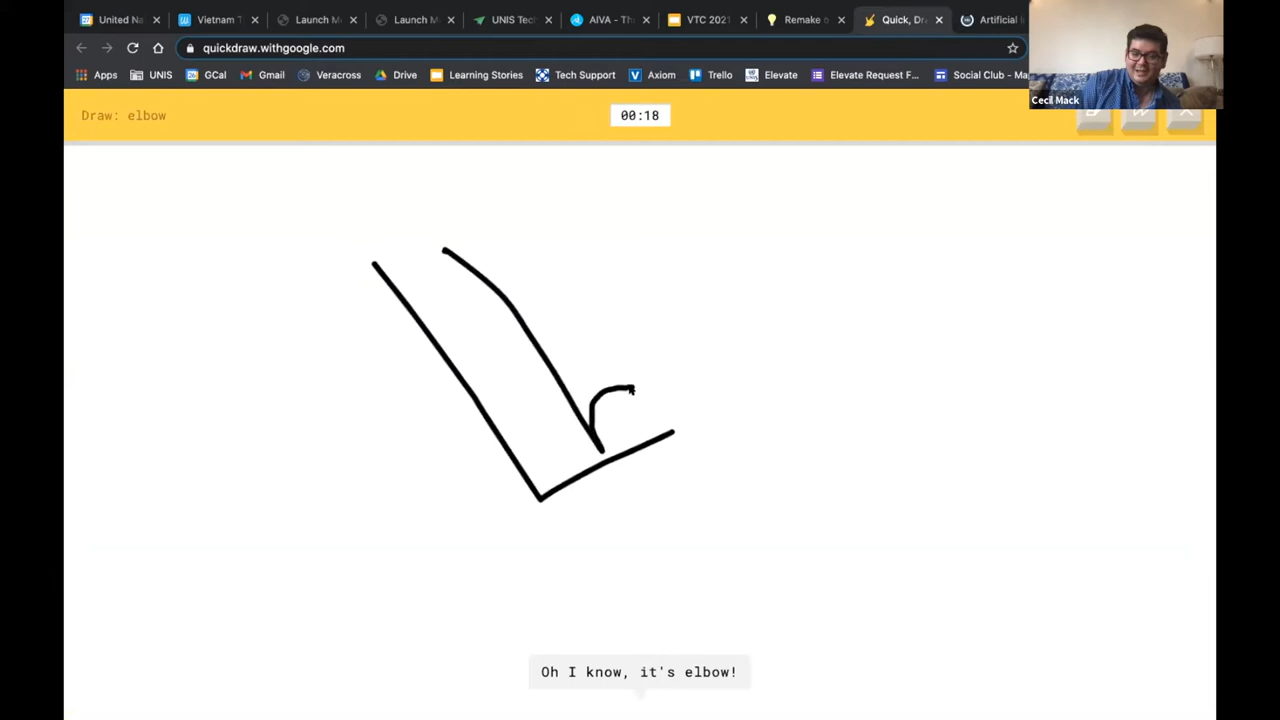 United Na
Vietnam T
Launch M
Launch M
UNIS Tech
AIVA - Th
VTC 2021
Remake o
Quick, Dr
Artificial I
quickdraw.withgoogle.com
Apps
UNIS
GCal
Gmail
Veracross
Drive
Learning Stories
Tech Support
Axiom
Trello
Elevate
Elevate Request F...
Social Club - Ma
Cecil Mack
Draw: elbow
00:18
Oh I know, it's elbow!